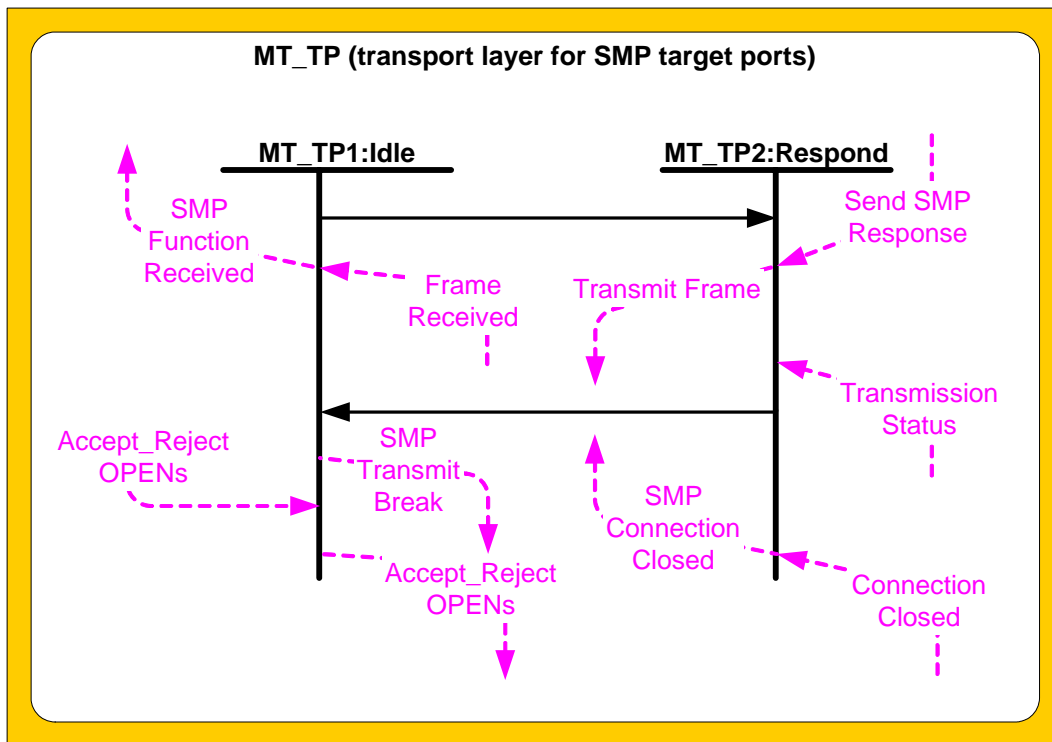 MT_TP (transport layer for SMP target ports)
MT_TP1:Idle
MT_TP2:Respond
SMP
Function
Received
Frame
Received
Send SMP
Response
Transmit Frame
Transmission
Status
Accept_Reject
OPENs
SMP
Transmit
Break
Accept_Reject
OPENs
SMP
Connection
Closed
Connection
Closed